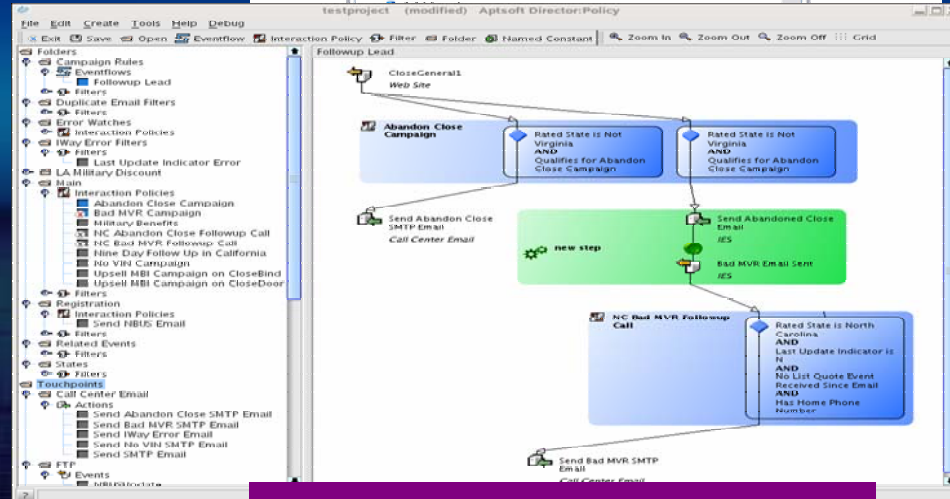 testproject (modified) Aptsoft Director:Policy
File Edit Create Tools Help Debug
Exit Save Open Eventflow Interaction Policy Filter Folder Named Constant Zoom In Zoom Out Zoom Off Grid
Folders
Campaign Rules
Eventflows
Followup Lead
Filters
Duplicate Email Filters
Filters
Error Watches
Interaction Policies
IWay Error Filters
Filters
Last Update Indicator Error
LA Military Discount
Main
Interaction Policies
Abandon Close Campaign
Bad MVR Campaign
Military Benefits
NC Abandon Close Followup Call
NC Bad MVR Followup Call
Nine Day Follow Up in California
No VIN Campaign
Upsell MBI Campaign on CloseBind
Upsell MBI Campaign on CloseDoor
Filters
Registration
Interaction Policies
Send NBUS Email
Filters
Related Events
Filters
States
Filters
Touchpoints
Call Center Email
Actions
Send Abandon Close SMTP Email
Send Bad MVR SMTP Email
Send IWay Error Email
Send No VIN SMTP Email
Send SMTP Email
FTP
Events
Followup Lead
CloseGeneral1
Web Site
Abandon Close
Campaign
Rated State is Not
Virginia
AND
Qualifies for Abandon
Close Campaign
Rated State is Not
Virginia
AND
Qualifies for Abandon
Close Campaign
Send Abandon Close
SMTP Email
Call Center Email
new step
Send Abandoned Close
Email
IES
Bad MVR Email Sent
IES
NC Bad MVR Followup
Call
Rated State is North
Carolina
AND
Last Update Indicator is
N
AND
No List Quote Event
Received Since Email
AND
Has Home Phone
Number
Send Bad MVR SMTP
Email
Call Center Email
?